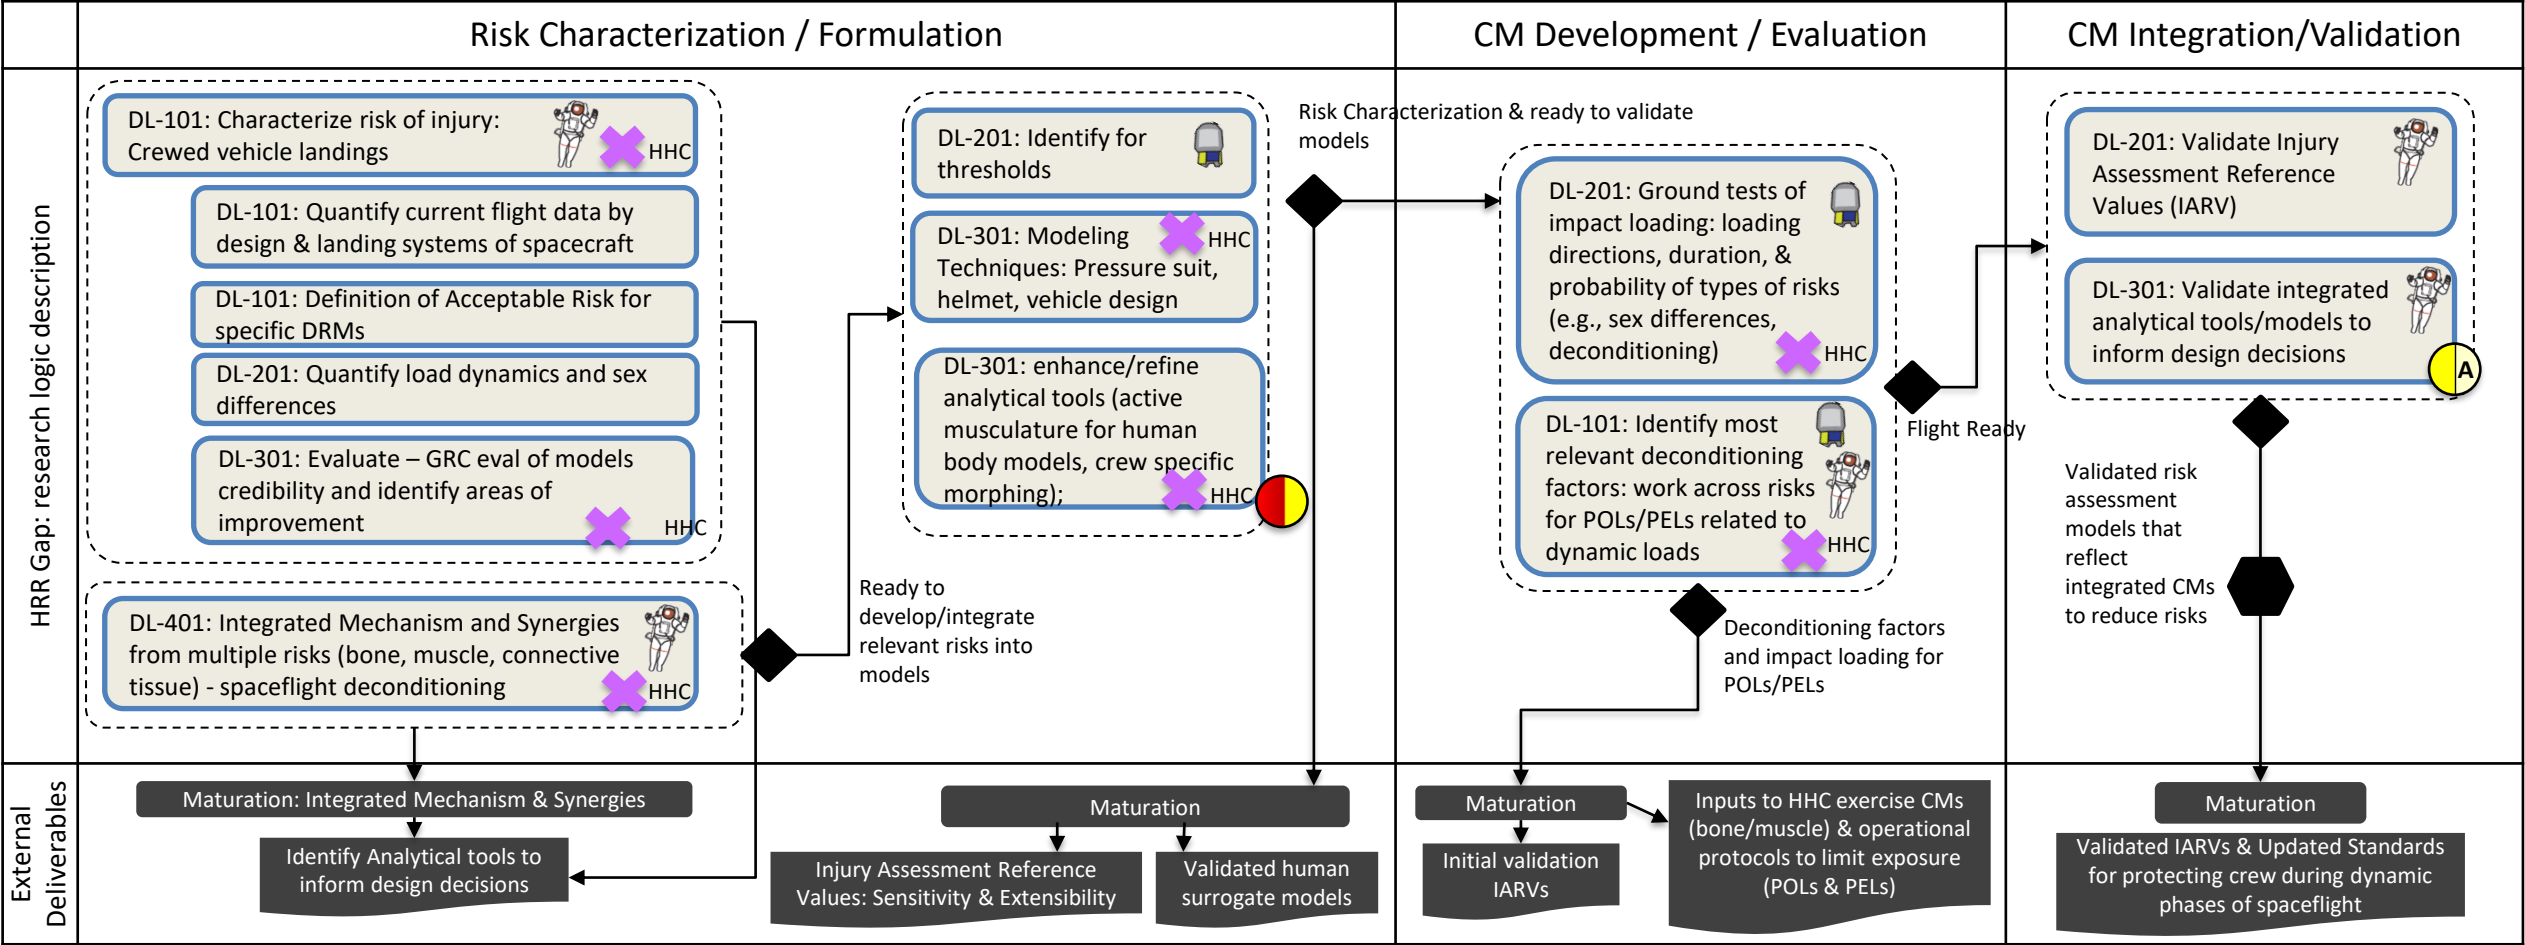 Risk Characterization / Formulation
CM Development / Evaluation
CM Integration/Validation
HRR Gap: research logic description
DL-101: Characterize risk of injury:
Crewed vehicle landings
HHC
DL-101: Quantify current flight data by
design & landing systems of spacecraft
DL-101: Definition of Acceptable Risk for
specific DRMs
DL-201: Quantify load dynamics and sex
differences
DL-301: Evaluate – GRC eval of models
credibility and identify areas of
improvement
HHC
DL-401: Integrated Mechanism and Synergies
from multiple risks (bone, muscle, connective
tissue) - spaceflight deconditioning
HHC
Ready to
develop/integrate
relevant risks into
models
DL-201: Identify for
thresholds
DL-301: Modeling
Techniques: Pressure suit,
helmet, vehicle design
HHC
DL-301: enhance/refine
analytical tools (active
musculature for human
body models, crew specific
morphing);
HHC
Risk Characterization & ready to validate
models
DL-201: Ground tests of
impact loading: loading
directions, duration, &
probability of types of risks
(e.g., sex differences,
deconditioning)
HHC
DL-101: Identify most
relevant deconditioning
factors: work across risks
for POLs/PELs related to
dynamic loads
HHC
Flight Ready
Deconditioning factors
and impact loading for
POLs/PELs
DL-201: Validate Injury
Assessment Reference
Values (IARV)
DL-301: Validate integrated
analytical tools/models to
inform design decisions
A
Validated risk
assessment
models that
reflect
integrated CMs
to reduce risks
External
Deliverables
Maturation: Integrated Mechanism & Synergies
Identify Analytical tools to
inform design decisions
Maturation
Injury Assessment Reference
Values: Sensitivity & Extensibility
Validated human
surrogate models
Maturation
Initial validation
IARVs
Inputs to HHC exercise CMs
(bone/muscle) & operational
protocols to limit exposure
(POLs & PELs)
Maturation
Validated IARVs & Updated Standards
for protecting crew during dynamic
phases of spaceflight